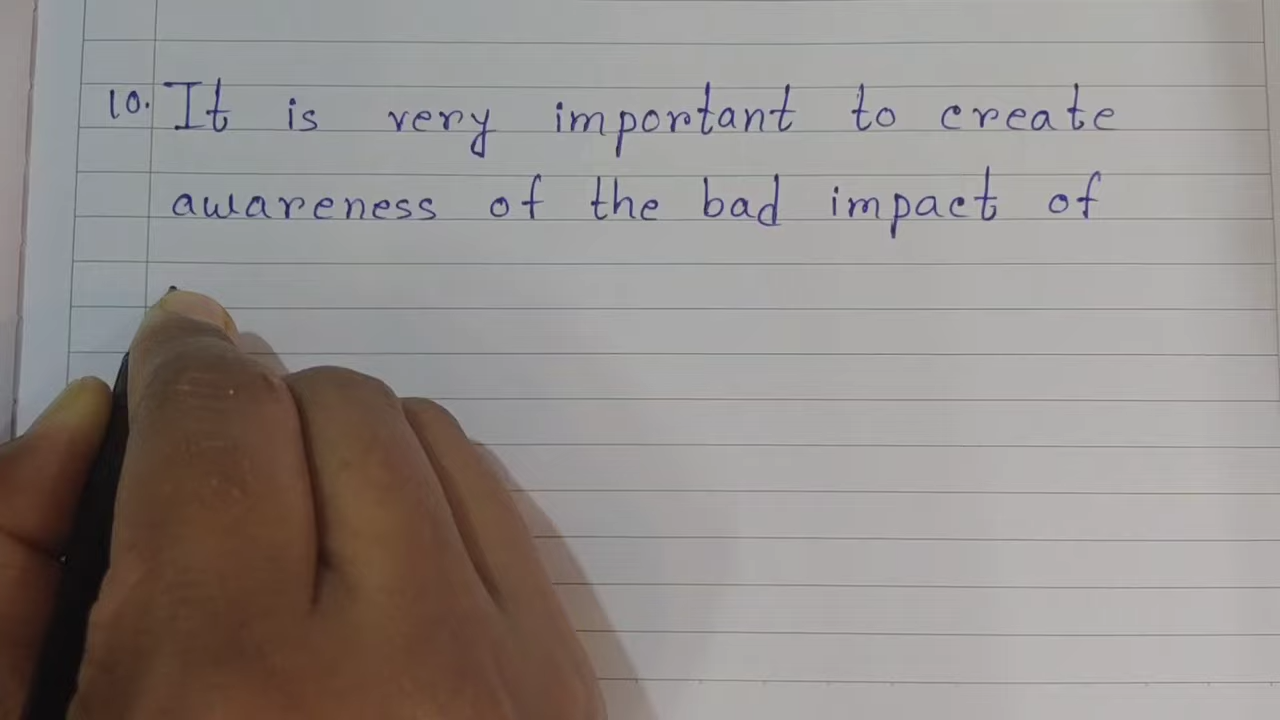 10. It is very important to create
awareness of the bad impact of